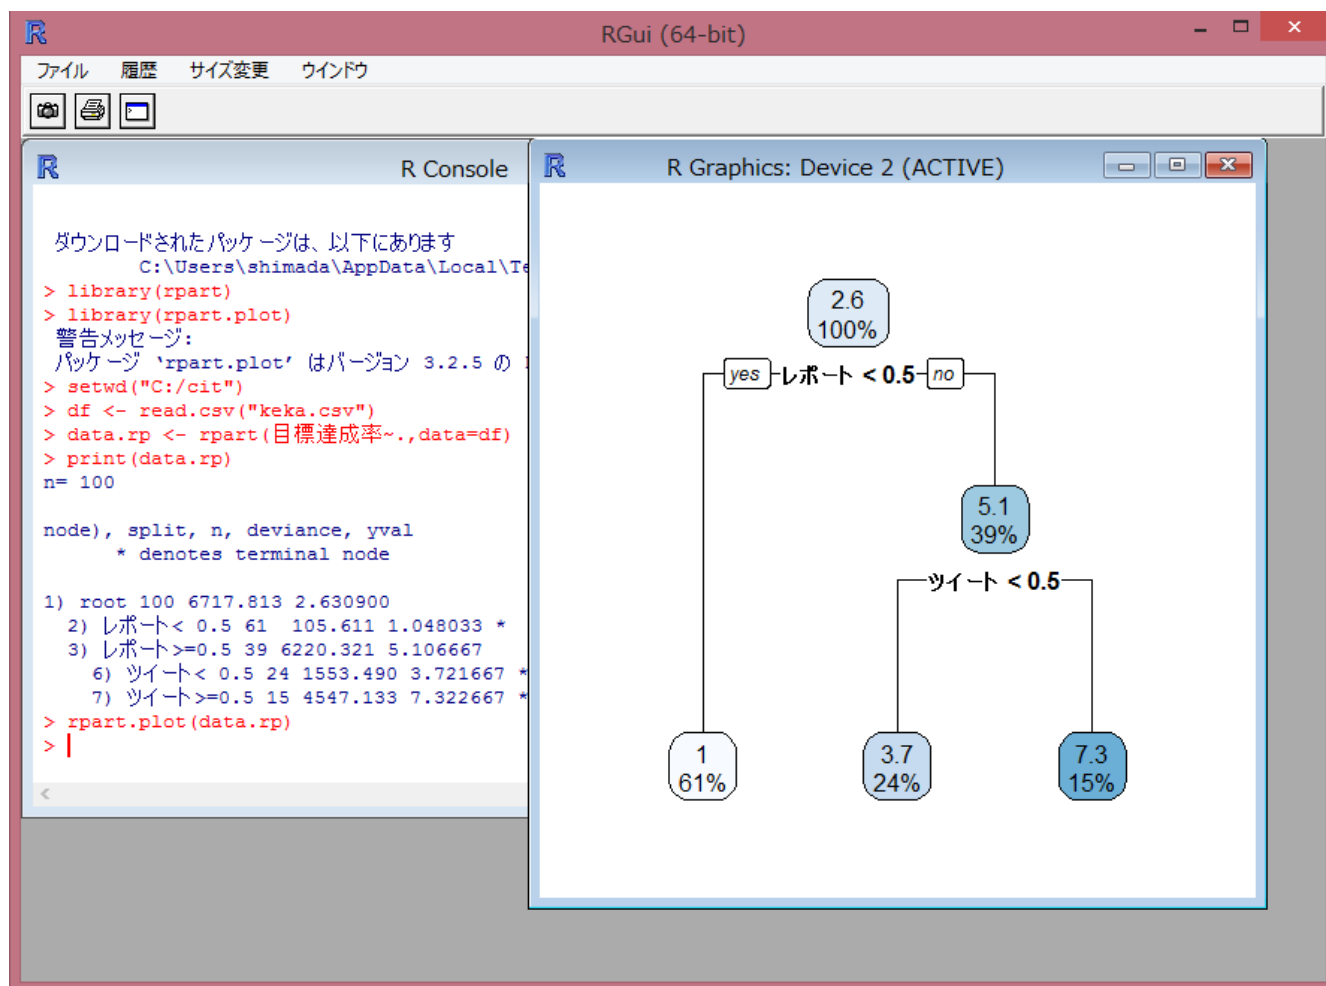 RGui (64-bit)
ファイル 履歴 サイズ変更 ウインドウ
R Console
ダウンロードされたパッケージは、以下にあります
C:\Users\shimada\AppData\Local\Te
> library(rpart)
> library(rpart.plot)
警告メッセージ:
パッケージ ‘rpart.plot’ はバージョン 3.2.5 の
> setwd("C:/cit")
> df <- read.csv("keka.csv")
> data.rp <- rpart(目標達成率~.,data=df)
> print(data.rp)
n= 100
node), split, n, deviance, yval
* denotes terminal node
1) root 100 6717.813 2.630900
2) レポート< 0.5 61 105.611 1.048033 *
3) レポート>=0.5 39 6220.321 5.106667
6) ツイート< 0.5 24 1553.490 3.721667 *
7) ツイート>=0.5 15 4547.133 7.322667 *
> rpart.plot(data.rp)
>
R Graphics: Device 2 (ACTIVE)
2.6
100%
yes レポート < 0.5 no
5.1
39%
ツイート < 0.5
1
61%
3.7
24%
7.3
15%